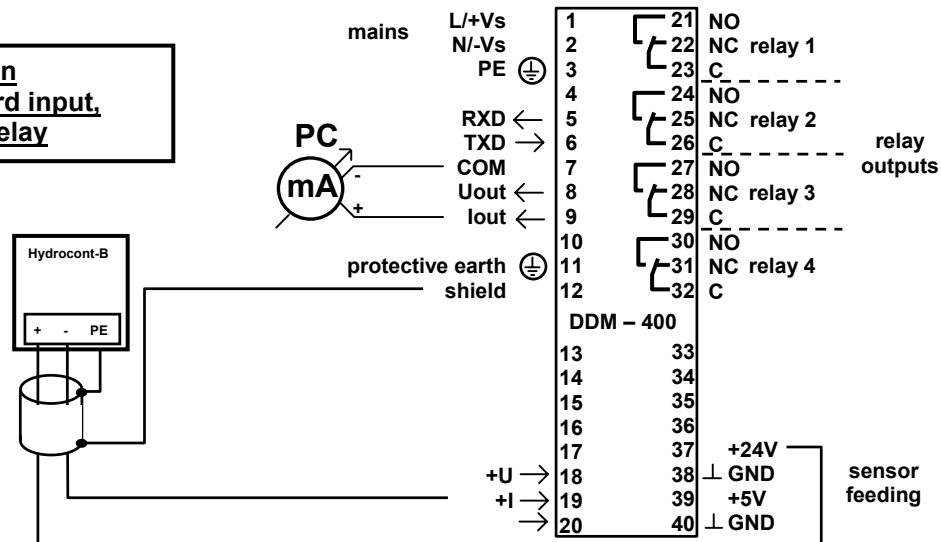 n
rd input,
elay
mains
L/+Vs 1 21 NO
N/-Vs 2 22 NC relay 1
PE 3 23 C
4 24 NO
RXD ← 5 25 NC relay 2
TXD → 6 26 C
PC
COM 7 27 NO
mA - Uout ← 8 28 NC relay 3
+ Iout ← 9 29 C
relay
outputs
10 30 NO
protective earth 11 31 NC relay 4
shield 12 32 C
Hydrocont-B
+ - PE
DDM – 400
13 33
14 34
15 35
16 36
17 37 +24V
+U → 18 38 ⊥ GND
+I → 19 39 +5V
→ 20 40 ⊥ GND
sensor
feeding